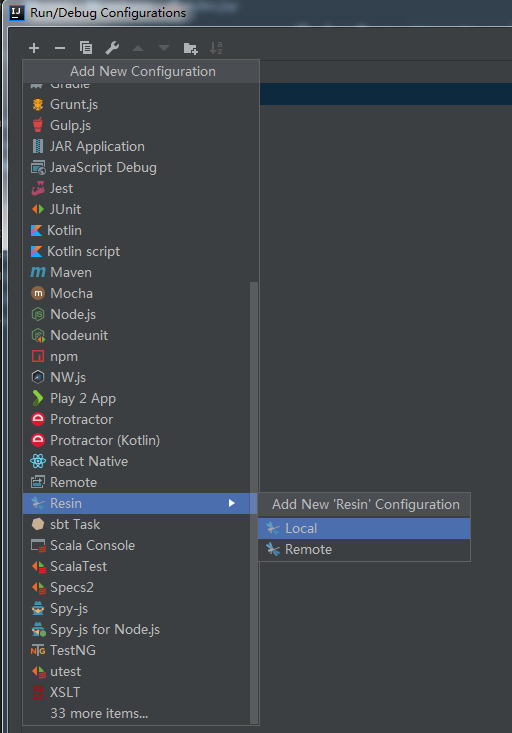 Run/Debug Configurations
Add New Configuration
Gradle
Grunt.js
Gulp.js
JAR Application
JavaScript Debug
Jest
JUnit
Kotlin
Kotlin script
Maven
Mocha
Node.js
Nodeunit
npm
NW.js
Play 2 App
Protractor
Protractor (Kotlin)
React Native
Remote
Resin
Add New 'Resin' Configuration
Local
Remote
sbt Task
Scala Console
ScalaTest
Specs2
Spy-js
Spy-js for Node.js
TestNG
utest
XSLT
33 more items...